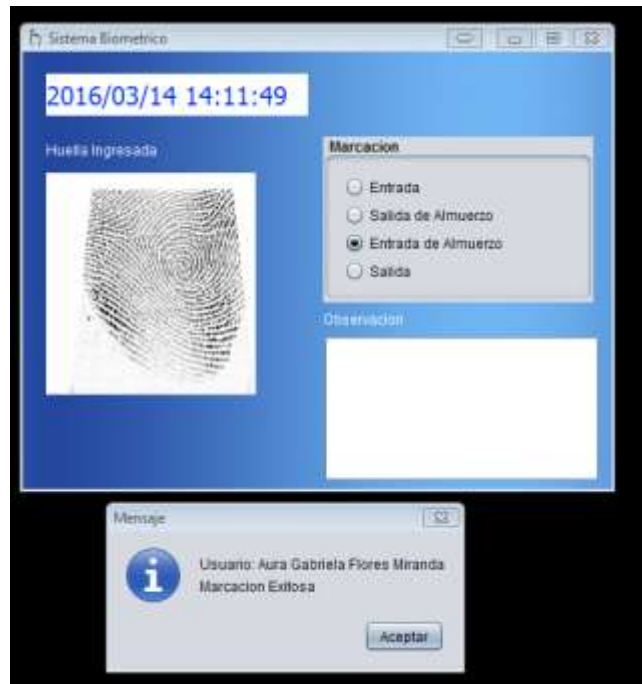 Sistema Biometrico
2016/03/14 14:11:49
Huella Ingresada
Marcacion
Entrada
Salida de Almuerzo
Entrada de Almuerzo
Salida
Observacion
Mensaje
Usuario: Aura Gabriela Flores Miranda
Marcacion Exitosa
Aceptar